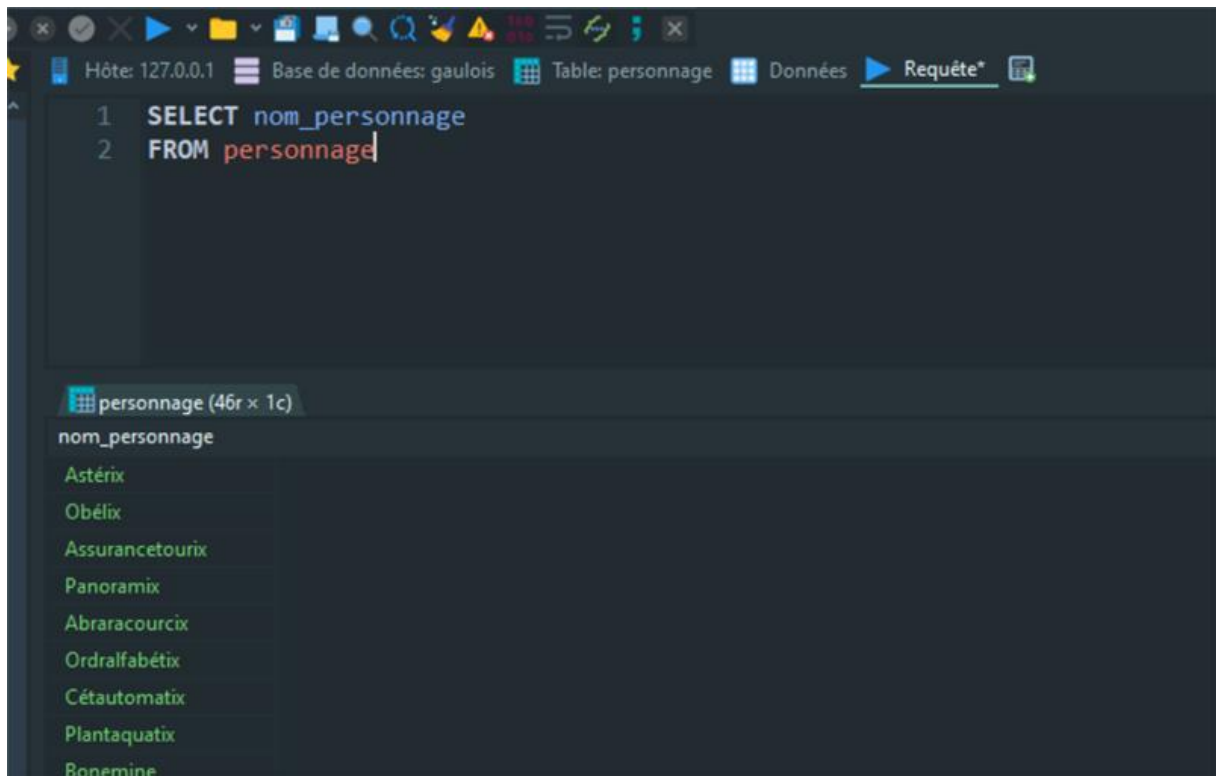 Hôte: 127.0.0.1 Base de données: gaulois Table: personnage Données Requête*
1 SELECT nom_personnage
2 FROM personnage
personnage (46r × 1c)
nom_personnage
Astérix
Obélix
Assurancetourix
Panoramix
Abraracourcix
Ordralfabétix
Cétautomatix
Plantaquatix
Bonemine